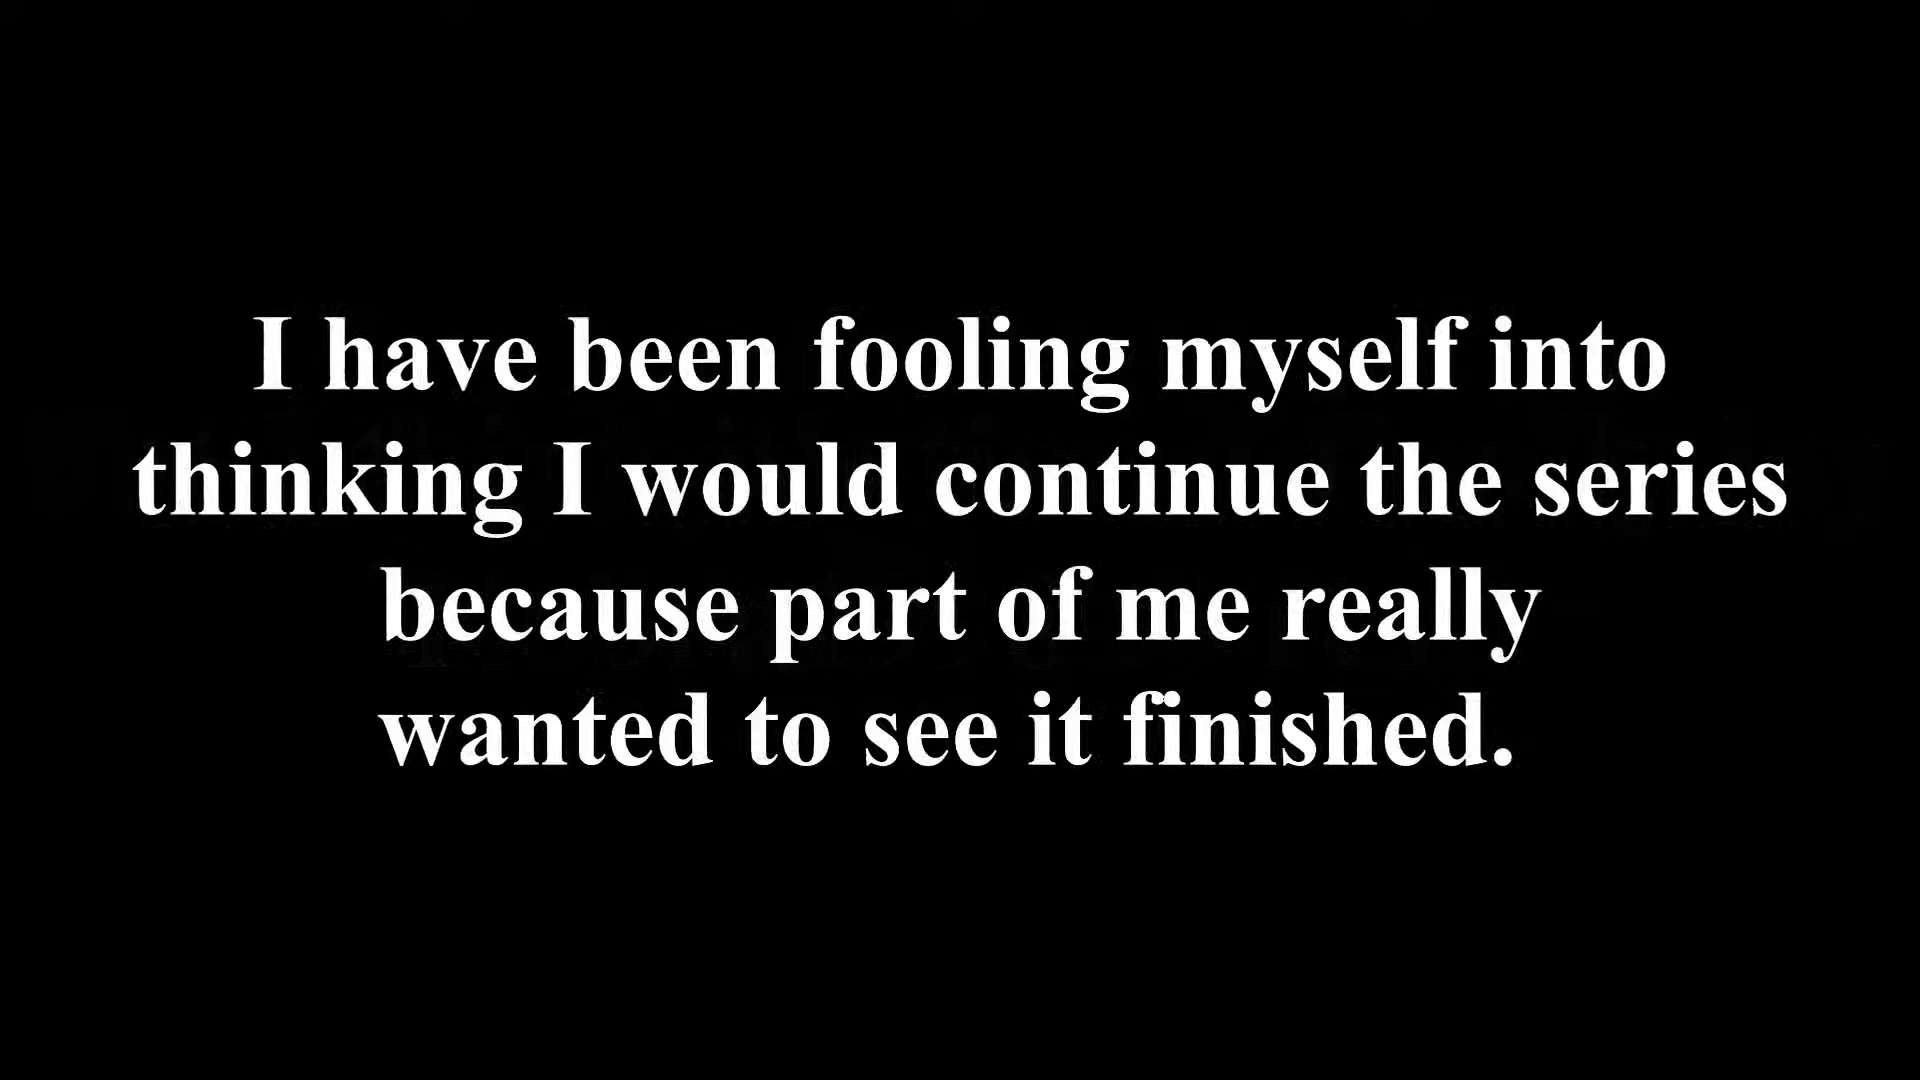 I have been fooling myself into
thinking I would continue the series
because part of me really
wanted to see it finished.